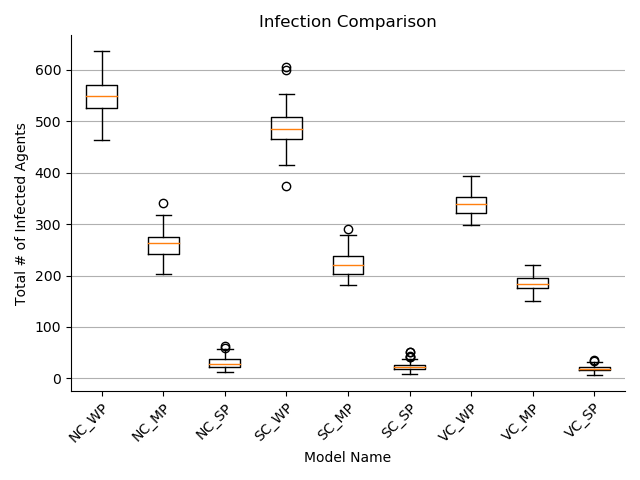 Infection Comparison
Total # of Infected Agents
600
500
400
300
200
100
0
NC_WP
NC_MP
NC_SP
SC_WP
SC_MP
SC_SP
VC_WP
VC_MP
VC_SP
Model Name